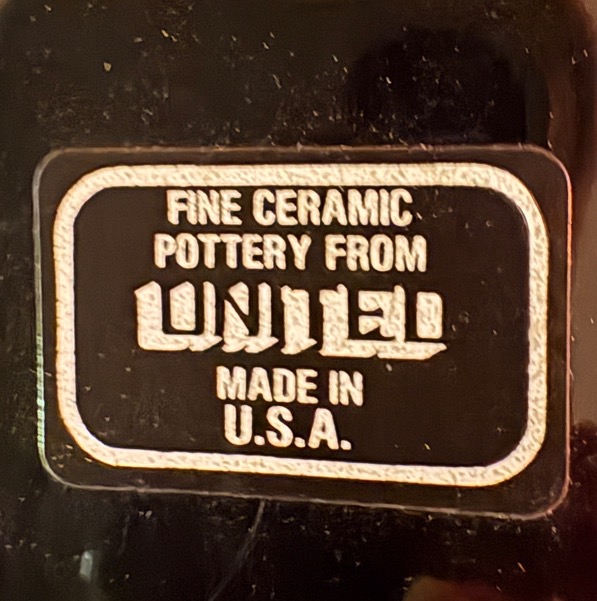 FINE CERAMIC
POTTERY FROM
UNITED
MADE IN
U.S.A.